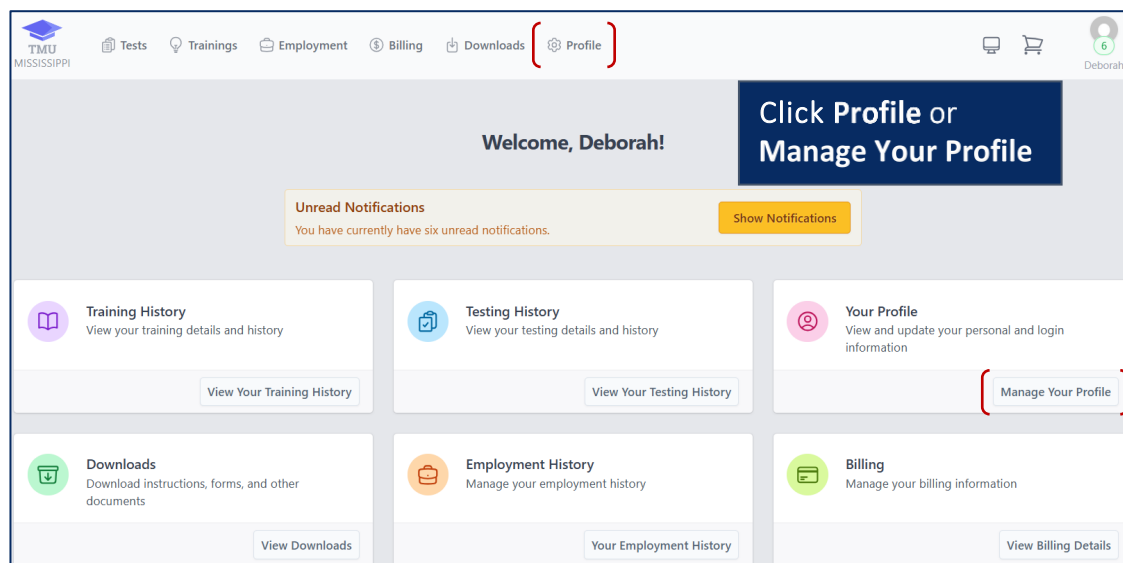 TMU
MISSISSIPPI
Tests
Trainings
Employment
Billing
Downloads
Profile
6
Deborah
Click Profile or
Manage Your Profile
Welcome, Deborah!
Unread Notifications
You have currently have six unread notifications.
Show Notifications
Training History
View your training details and history
View Your Training History
Testing History
View your testing details and history
View Your Testing History
Your Profile
View and update your personal and login
information
Manage Your Profile
Downloads
Download instructions, forms, and other
documents
View Downloads
Employment History
Manage your employment history
Your Employment History
Billing
Manage your billing information
View Billing Details